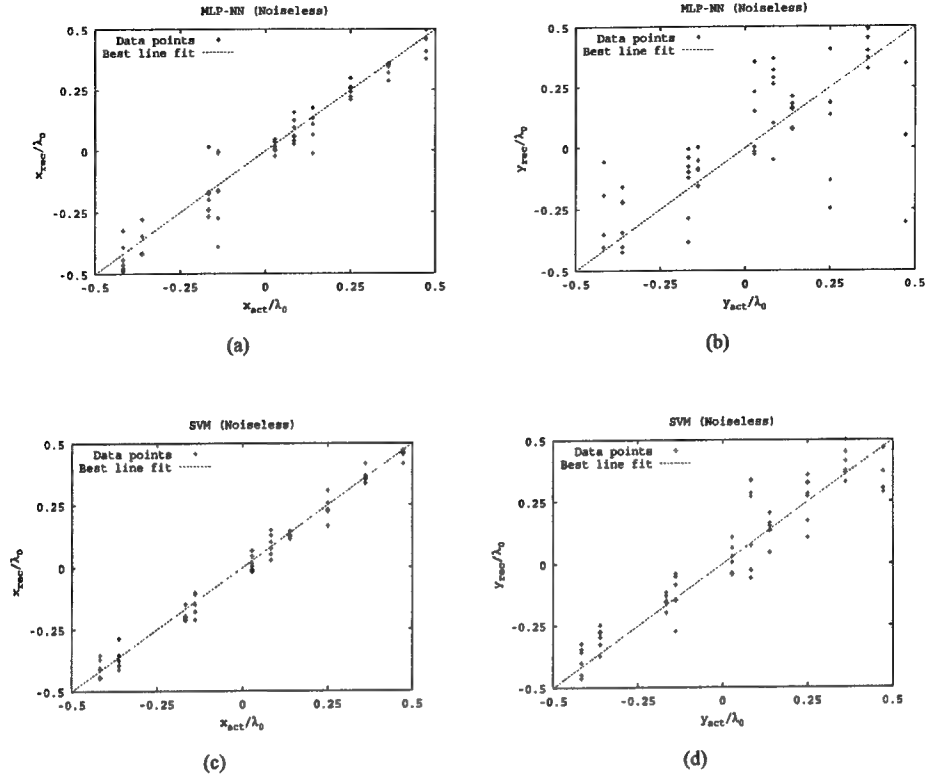 MLP-NN (Noiseless)
Data points
Best line fit
0.5
0.25
0
-0.25
-0.5
x_rec/λ_0
-0.5
-0.25
0
0.25
0.5
x_act/λ_0
(a)
MLP-NN (Noiseless)
Data points
Best line fit
0.5
0.25
0
-0.25
-0.5
y_rec/λ_0
-0.5
-0.25
0
0.25
0.5
y_act/λ_0
(b)
SVM (Noiseless)
Data points
Best line fit
0.5
0.25
0
-0.25
-0.5
x_rec/λ_0
-0.5
-0.25
0
0.25
0.5
x_act/λ_0
(c)
SVM (Noiseless)
Data points
Best line fit
0.5
0.25
0
-0.25
-0.5
y_rec/λ_0
-0.5
-0.25
0
0.25
0.5
y_act/λ_0
(d)